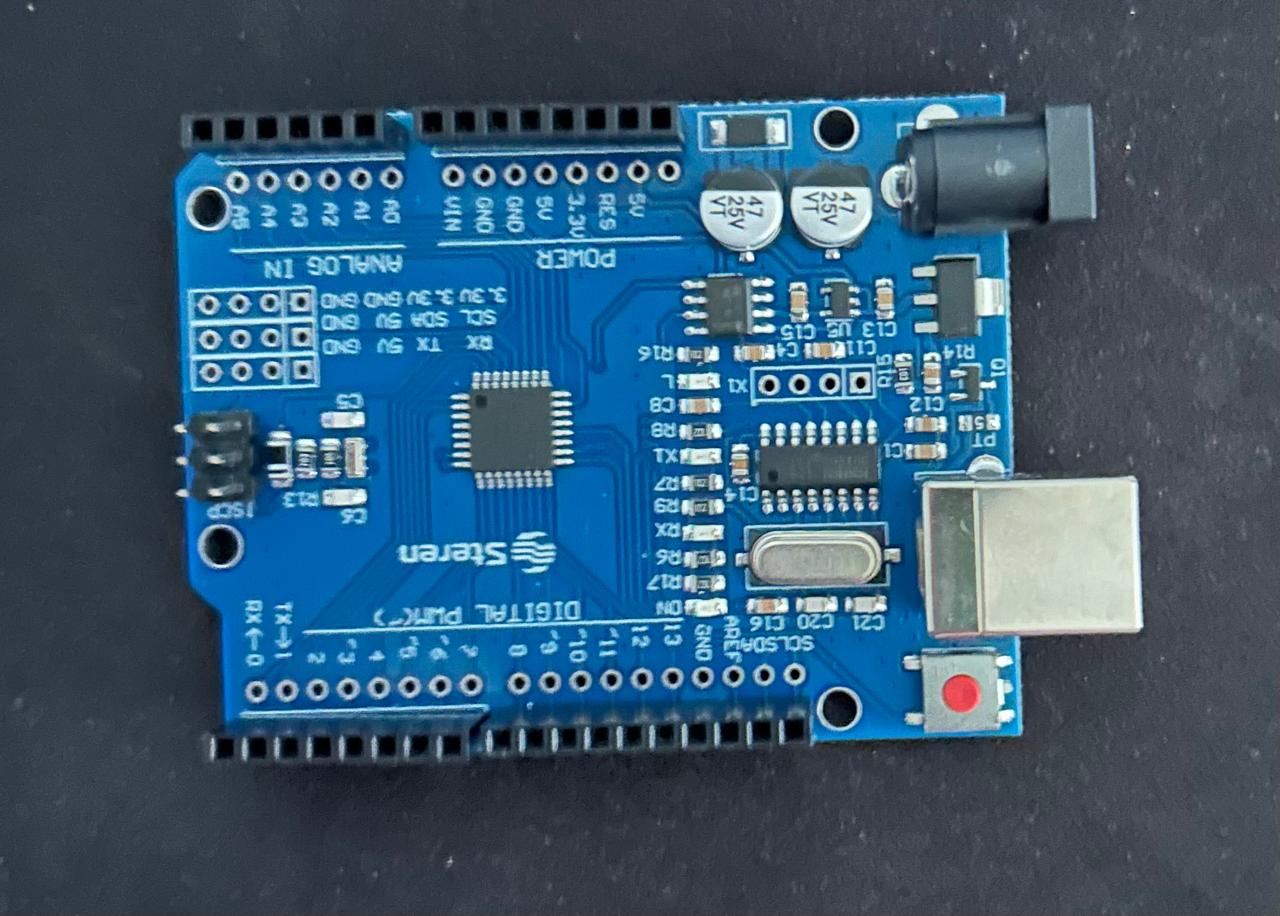 A5 A4 A3 A2 A1 A0
VIN GND GND 5V 3.3V RES 5V
ANALOG IN
POWER
47
25V
VT
47
25V
VT
3.3V 3.3V GND GND
SCL SDA 5V GND
RX TX 5V GND
R16
L
C8
R8
TX
R7
R9
RX
R6
R17
ON
C15
U5
C13
C4
C11
R14
R15
Q1
X1
C12
C1
PT
C14
C5
R13
C6
ICSP
Steren
DIGITAL PWM(~)
RX←0
TX→1
2
~3
4
~5
~6
7
8
~9
~10
~11
12
13
GND
AREF
SDA
SCL
C16
C20
C21